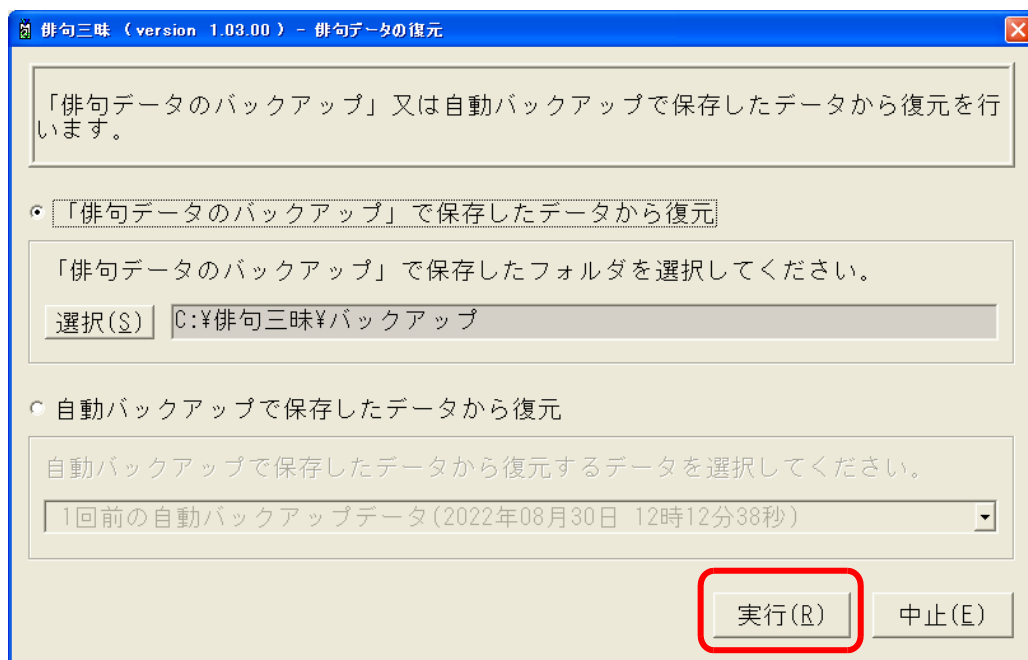 俳句三昧 (version 1.03.00) - 俳句データの復元
「俳句データのバックアップ」又は自動バックアップで保存したデータから復元を行
います。
「俳句データのバックアップ」で保存したデータから復元
「俳句データのバックアップ」で保存したフォルダを選択してください。
選択(S) C:¥俳句三昧¥バックアップ
自動バックアップで保存したデータから復元
自動バックアップで保存したデータから復元するデータを選択してください。
1回前の自動バックアップデータ(2022年08月30日 12時12分38秒)
実行(R) 中止(E)